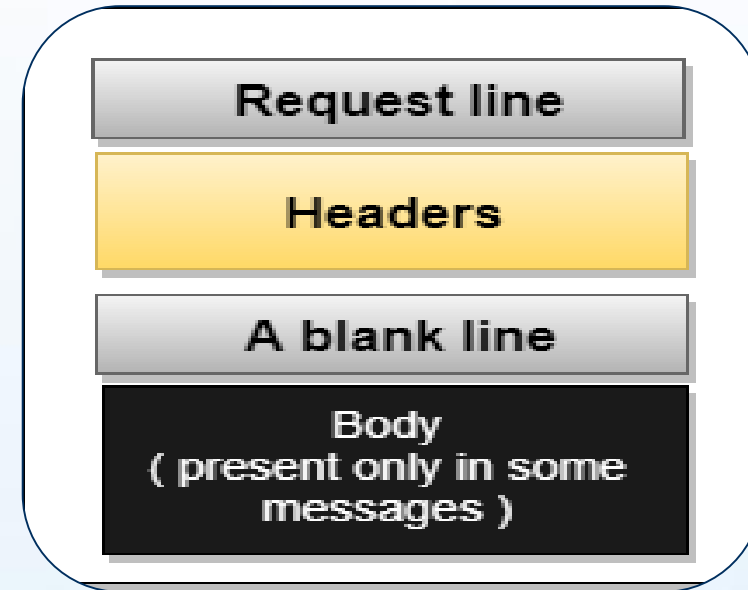 Request line
Headers
A blank line
Body
( present only in some
messages )